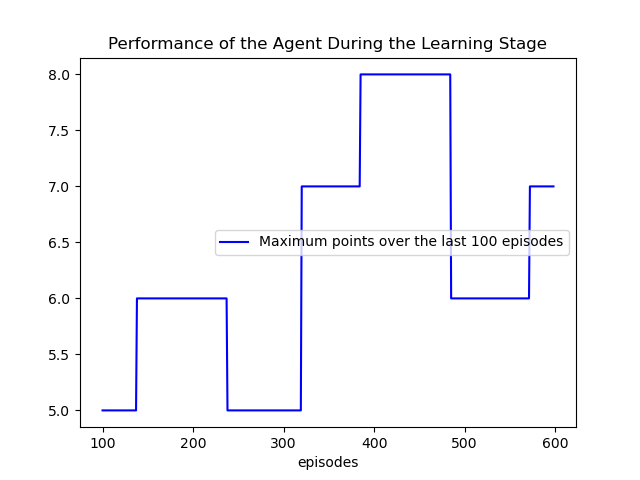 Performance of the Agent During the Learning Stage
8.0
7.5
7.0
6.5
6.0
5.5
5.0
Maximum points over the last 100 episodes
100 200 300 400 500 600
episodes